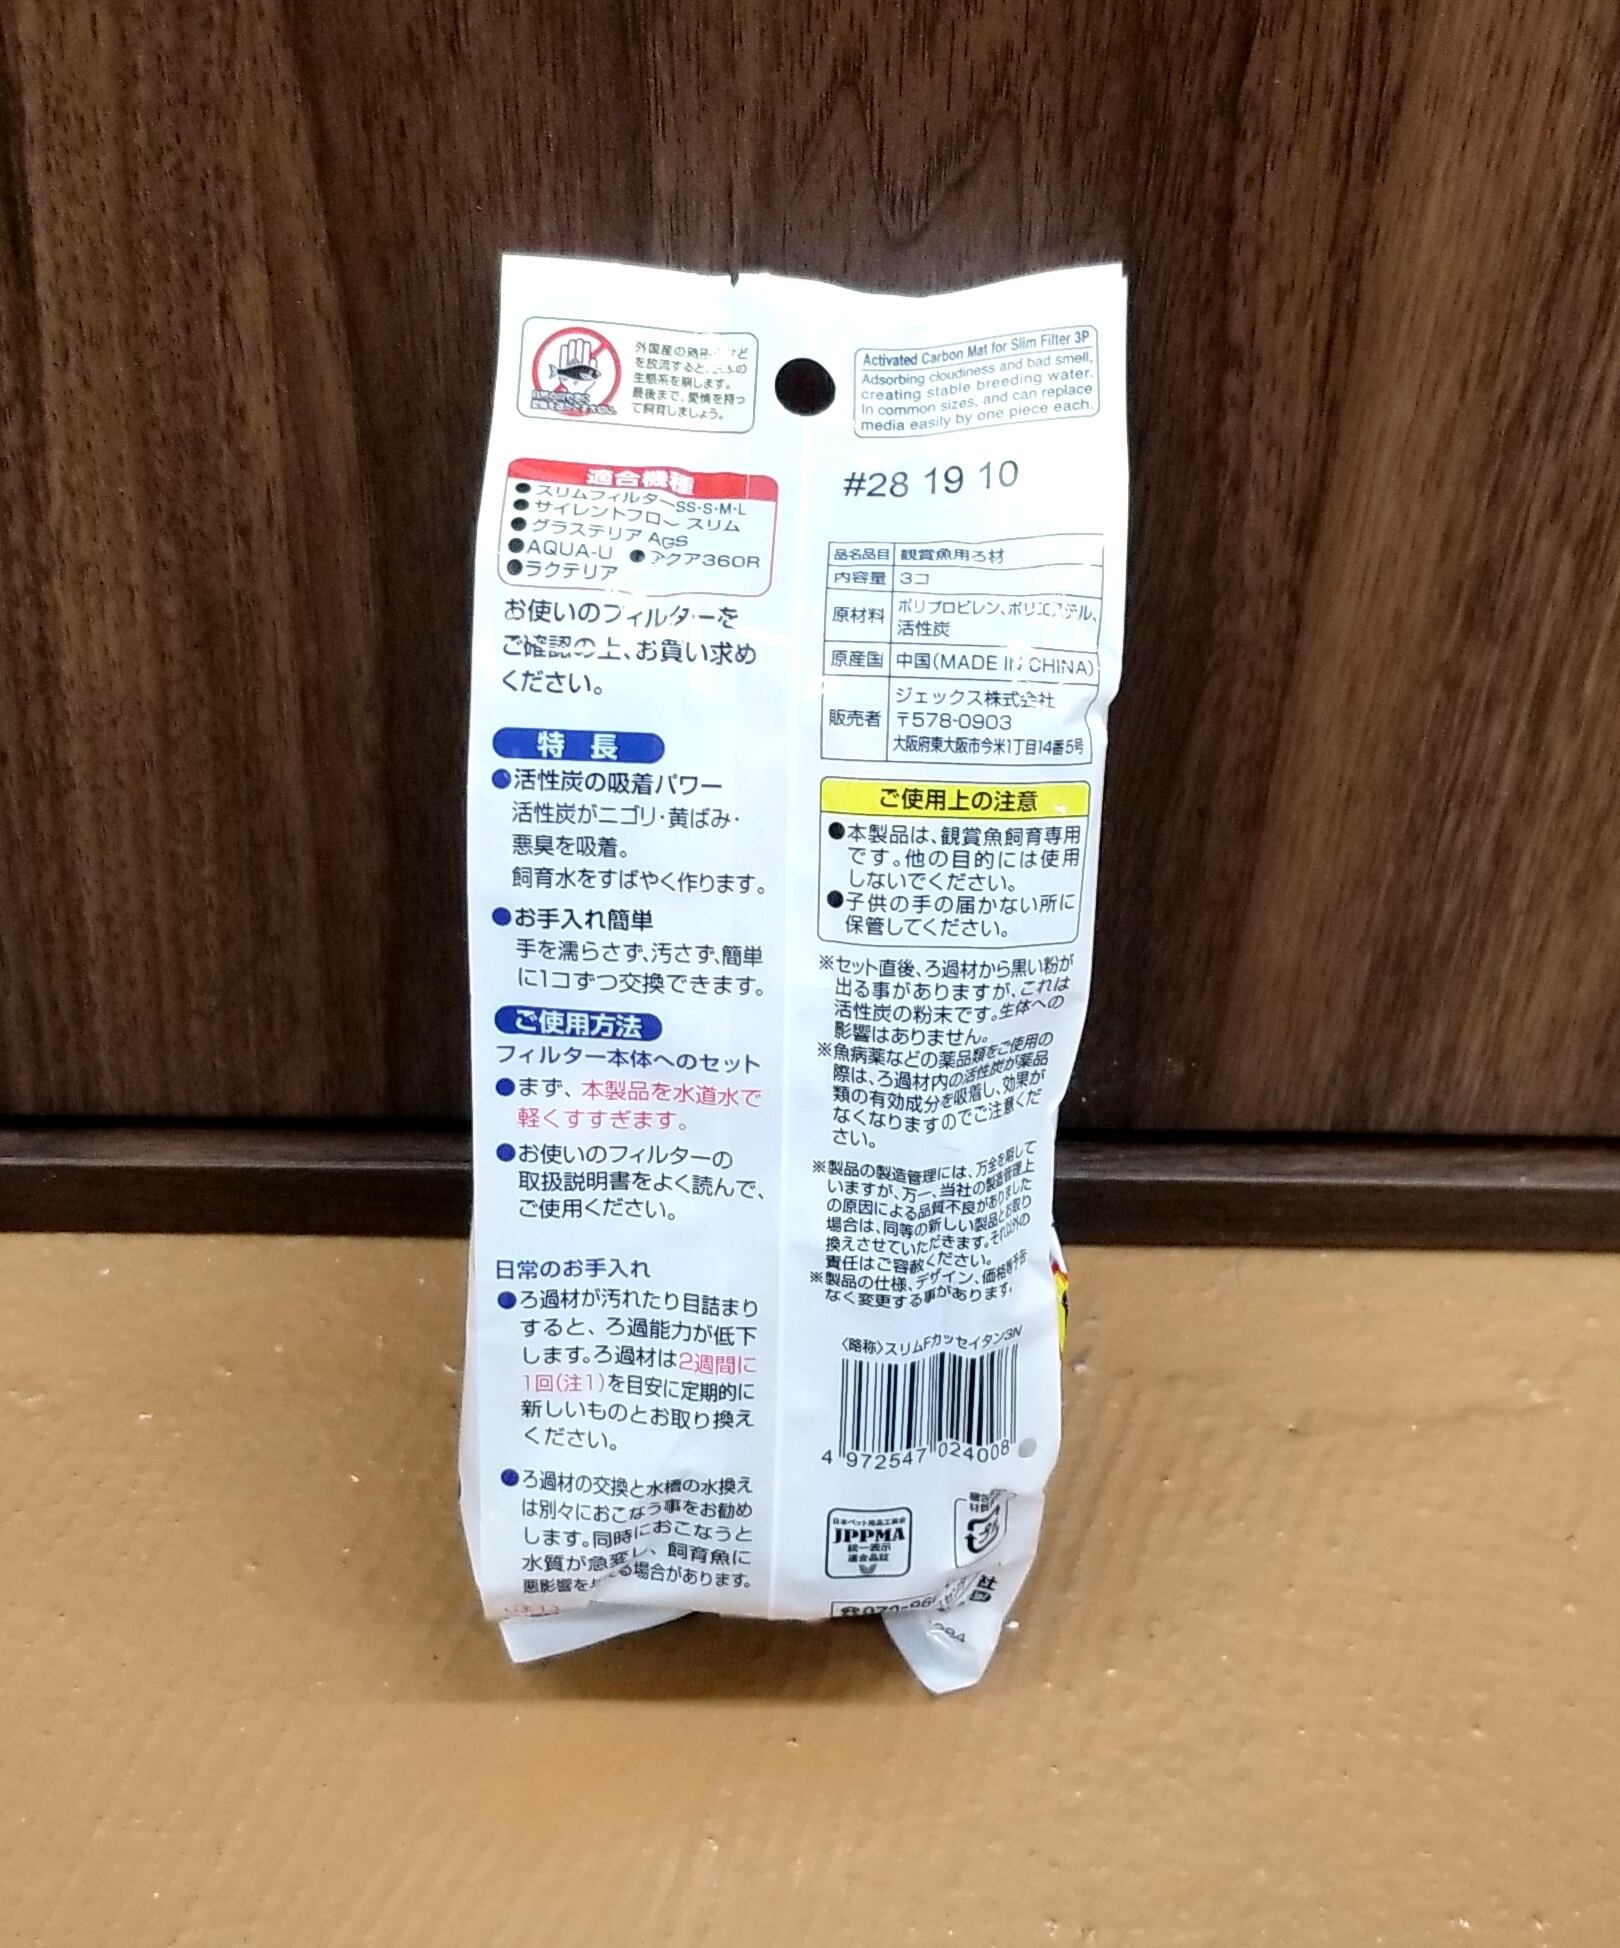 外国産の熱帯
を放流すると、
生態系を崩します。
最後まで、愛情を持っ
て飼育しましょう。
Activated Carbon Mat for Slim Filter 3P
Adsorbing cloudiness and bad smell,
creating stable breeding water.
In common sizes, and can replace
media easily by one piece each.
#28 19 10
適合機種
●スリムフィルターSS・S・M・L
●サイレントフロー スリム
●グラステリア AGS
●AQUA-U ●アクア360R
●ラクテリア
お使いのフィルターを
ご確認の上、お買い求め
ください。
特 長
●活性炭の吸着パワー
活性炭がニゴリ・黄ばみ・
悪臭を吸着。
飼育水をすばやく作ります。
●お手入れ簡単
手を濡らさず、汚さず、簡単
に1コずつ交換できます。
ご使用方法
フィルター本体へのセット
●まず、本製品を水道水で
軽くすすぎます。
●お使いのフィルターの
取扱説明書をよく読んで、
ご使用ください。
日常のお手入れ
●ろ過材が汚れたり目詰まり
すると、ろ過能力が低下
します。ろ過材は2週間に
1回(注1)を目安に定期的に
新しいものとお取り換え
ください。
●ろ過材の交換と水槽の水換え
は別々におこなう事をお勧め
します。同時におこなうと
水質が急変し、飼育魚に
悪影響を与える場合があります。
品名品目 観賞魚用ろ材
内容量 3コ
原材料 ポリプロピレン、ポリエステル、
活性炭
原産国 中国(MADE IN CHINA)
販売者 ジェックス株式会社
〒578-0903
大阪府東大阪市今米1丁目14番5号
ご使用上の注意
●本製品は、観賞魚飼育専用
です。他の目的には使用
しないでください。
●子供の手の届かない所に
保管してください。
※セット直後、ろ過材から黒い粉が
出る事がありますが、これは
活性炭の粉末です。生体への
影響はありません。
※魚病薬などの薬品類をご使用の
際は、ろ過材内の活性炭が薬品
類の有効成分を吸着し、効果が
なくなりますのでご注意くだ
さい。
※製品の製造管理には、万全を期して
いますが、万一、当社の製造管理上
の原因による品質不良がありました
場合は、同等の新しい製品とお取り
換えさせていただきます。それ以外の
責任はご容赦ください。
※製品の仕様、デザイン、価格等予告
なく変更する事があります。
〈略称〉スリムFカッセイタン3N
4 972547 024008
日本ペット用品工業会
JPPMA
統一表示
適合品証